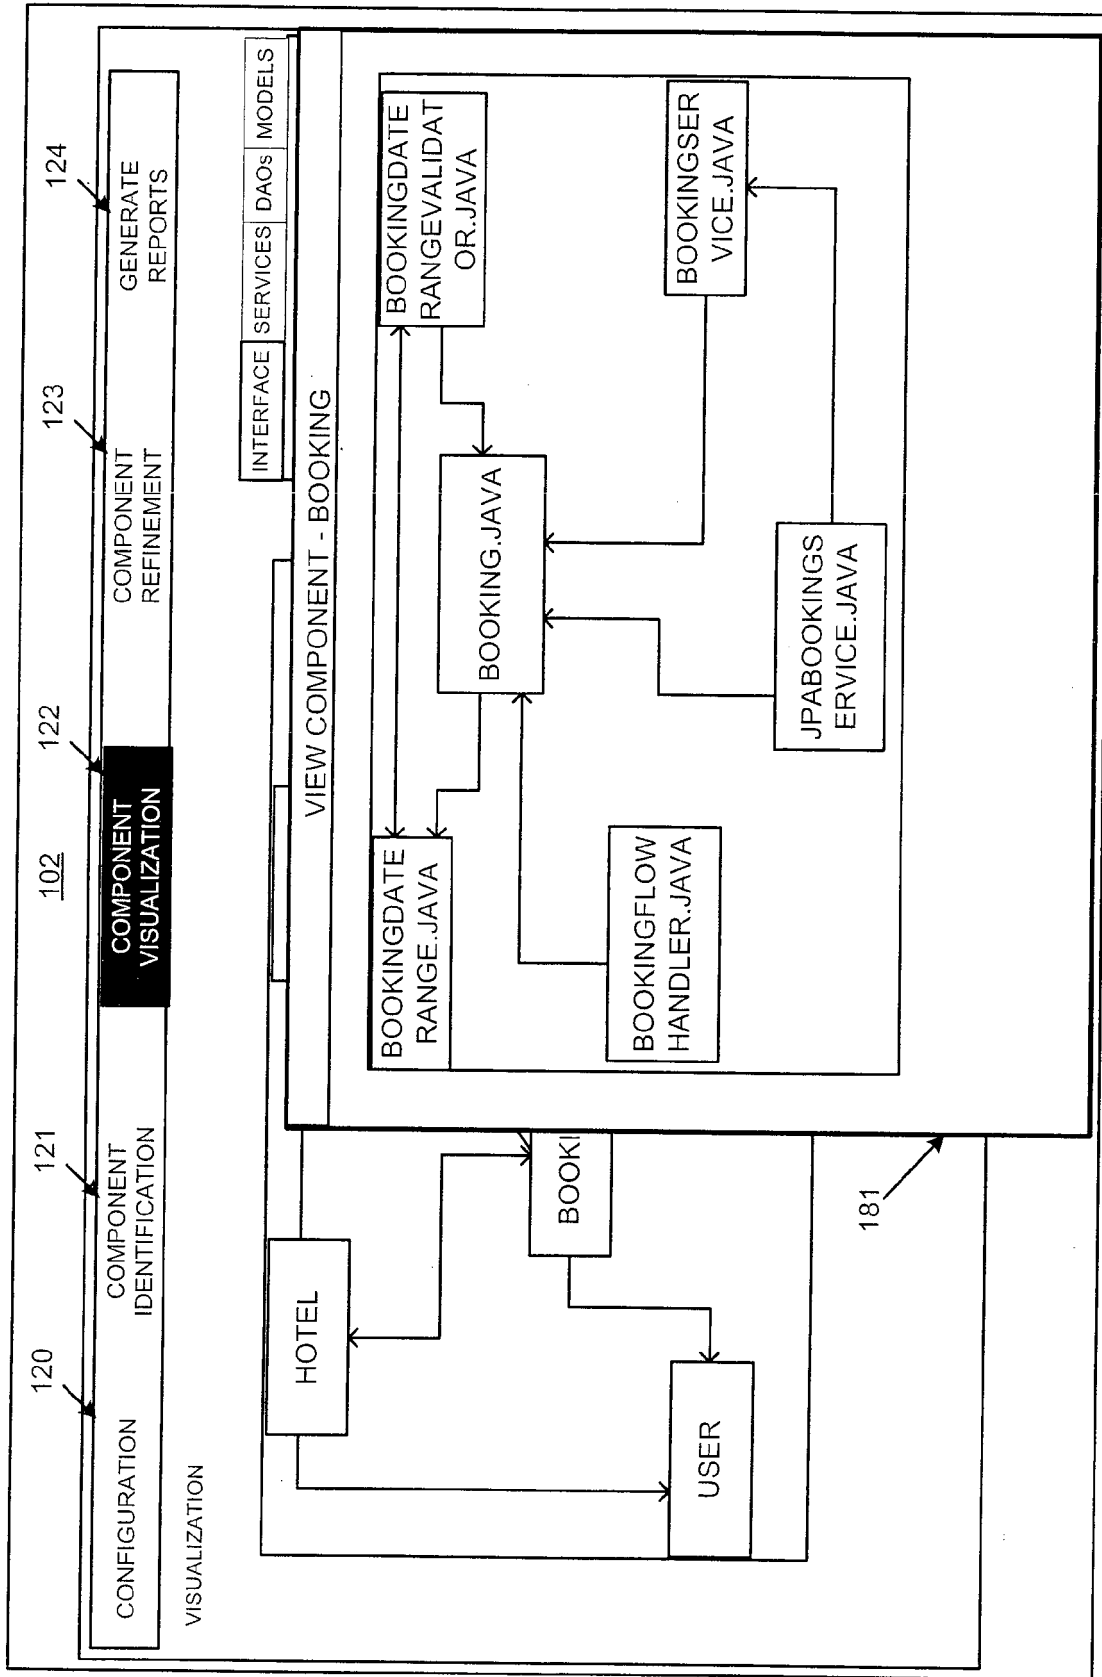 102
120
121
122
123
124
CONFIGURATION
COMPONENT
IDENTIFICATION
COMPONENT
VISUALIZATION
COMPONENT
REFINEMENT
GENERATE
REPORTS
VISUALIZATION
INTERFACE
SERVICES
DAOs
MODELS
VIEW COMPONENT - BOOKING
HOTEL
BOOKI
USER
BOOKINGDATE
RANGE.JAVA
BOOKINGDATE
RANGEVALIDAT
OR.JAVA
BOOKING.JAVA
BOOKINGFLOW
HANDLER.JAVA
JPABOOKINGS
ERVICE.JAVA
BOOKINGSER
VICE.JAVA
181